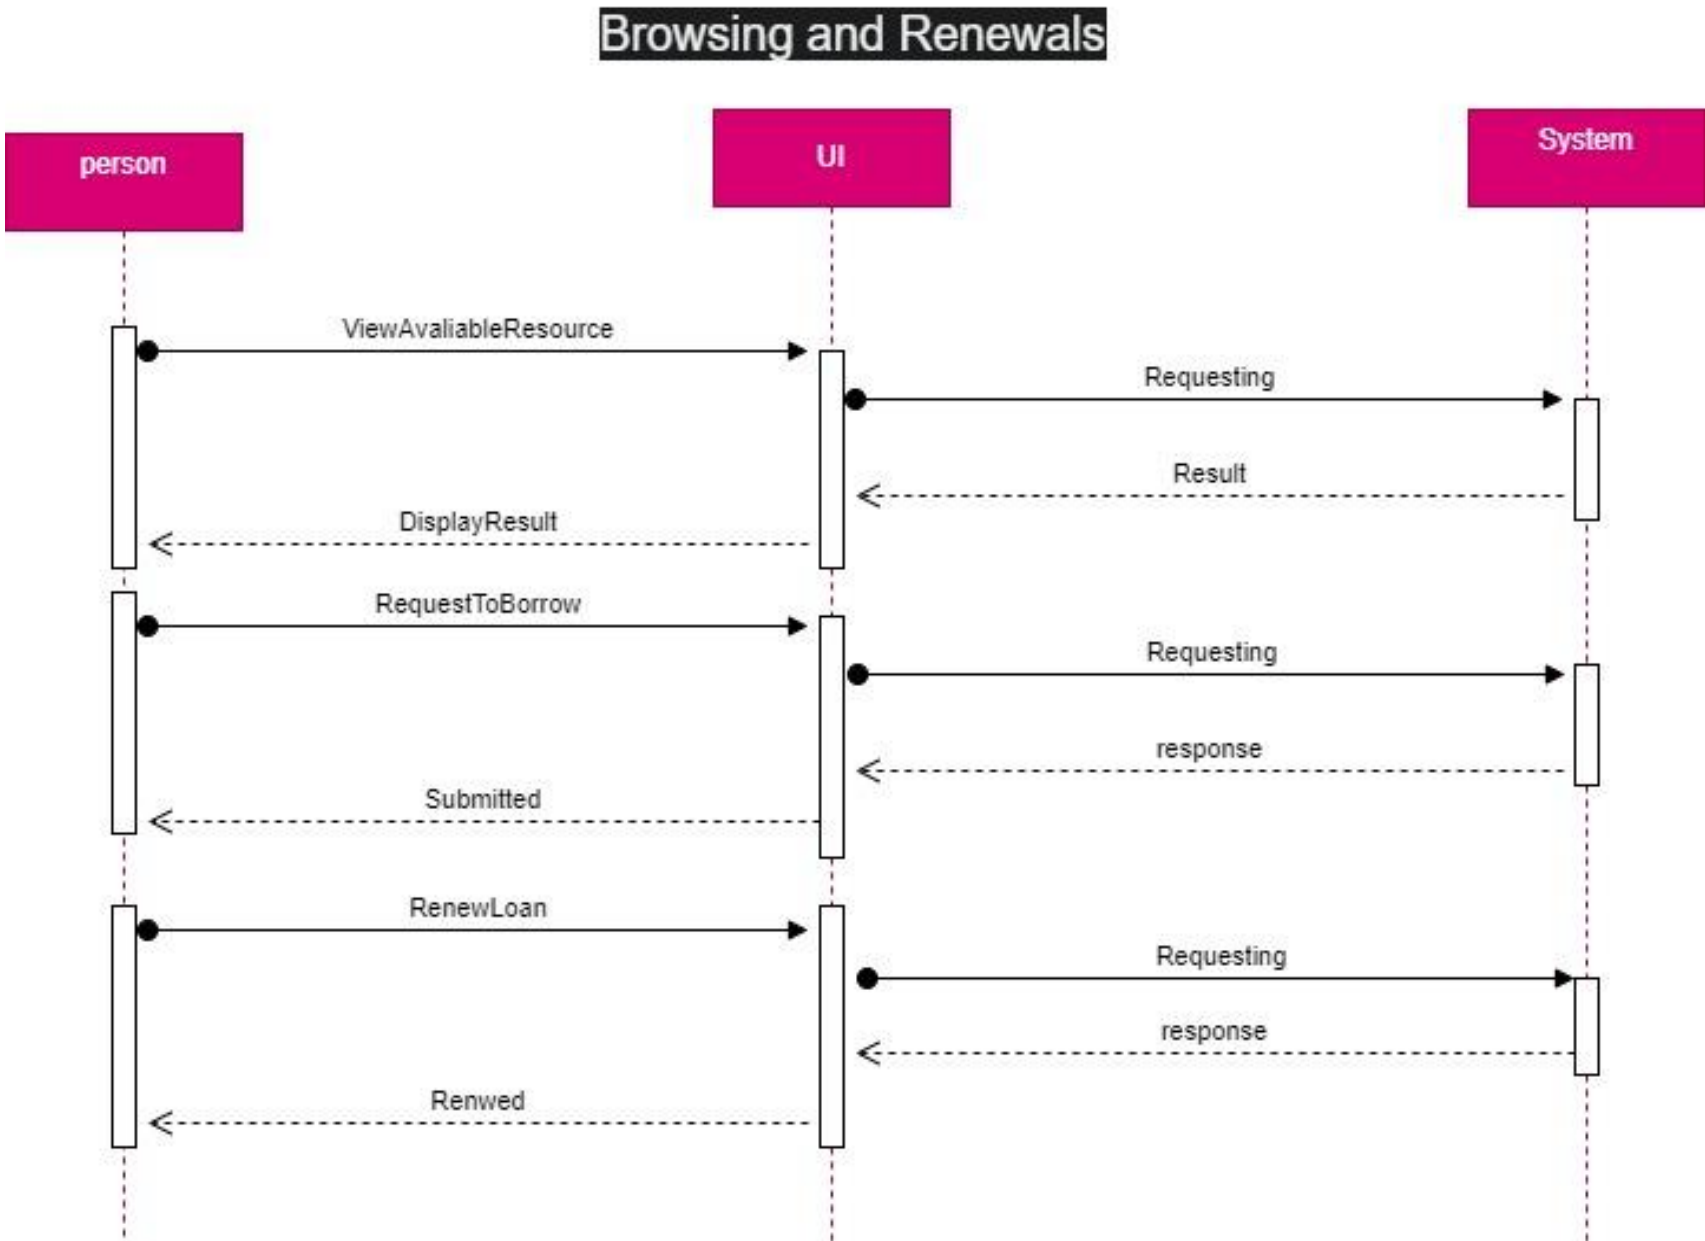 Browsing and Renewals
person
UI
System
ViewAvaliableResource
Requesting
Result
DisplayResult
RequestToBorrow
Requesting
response
Submitted
RenewLoan
Requesting
response
Renwed